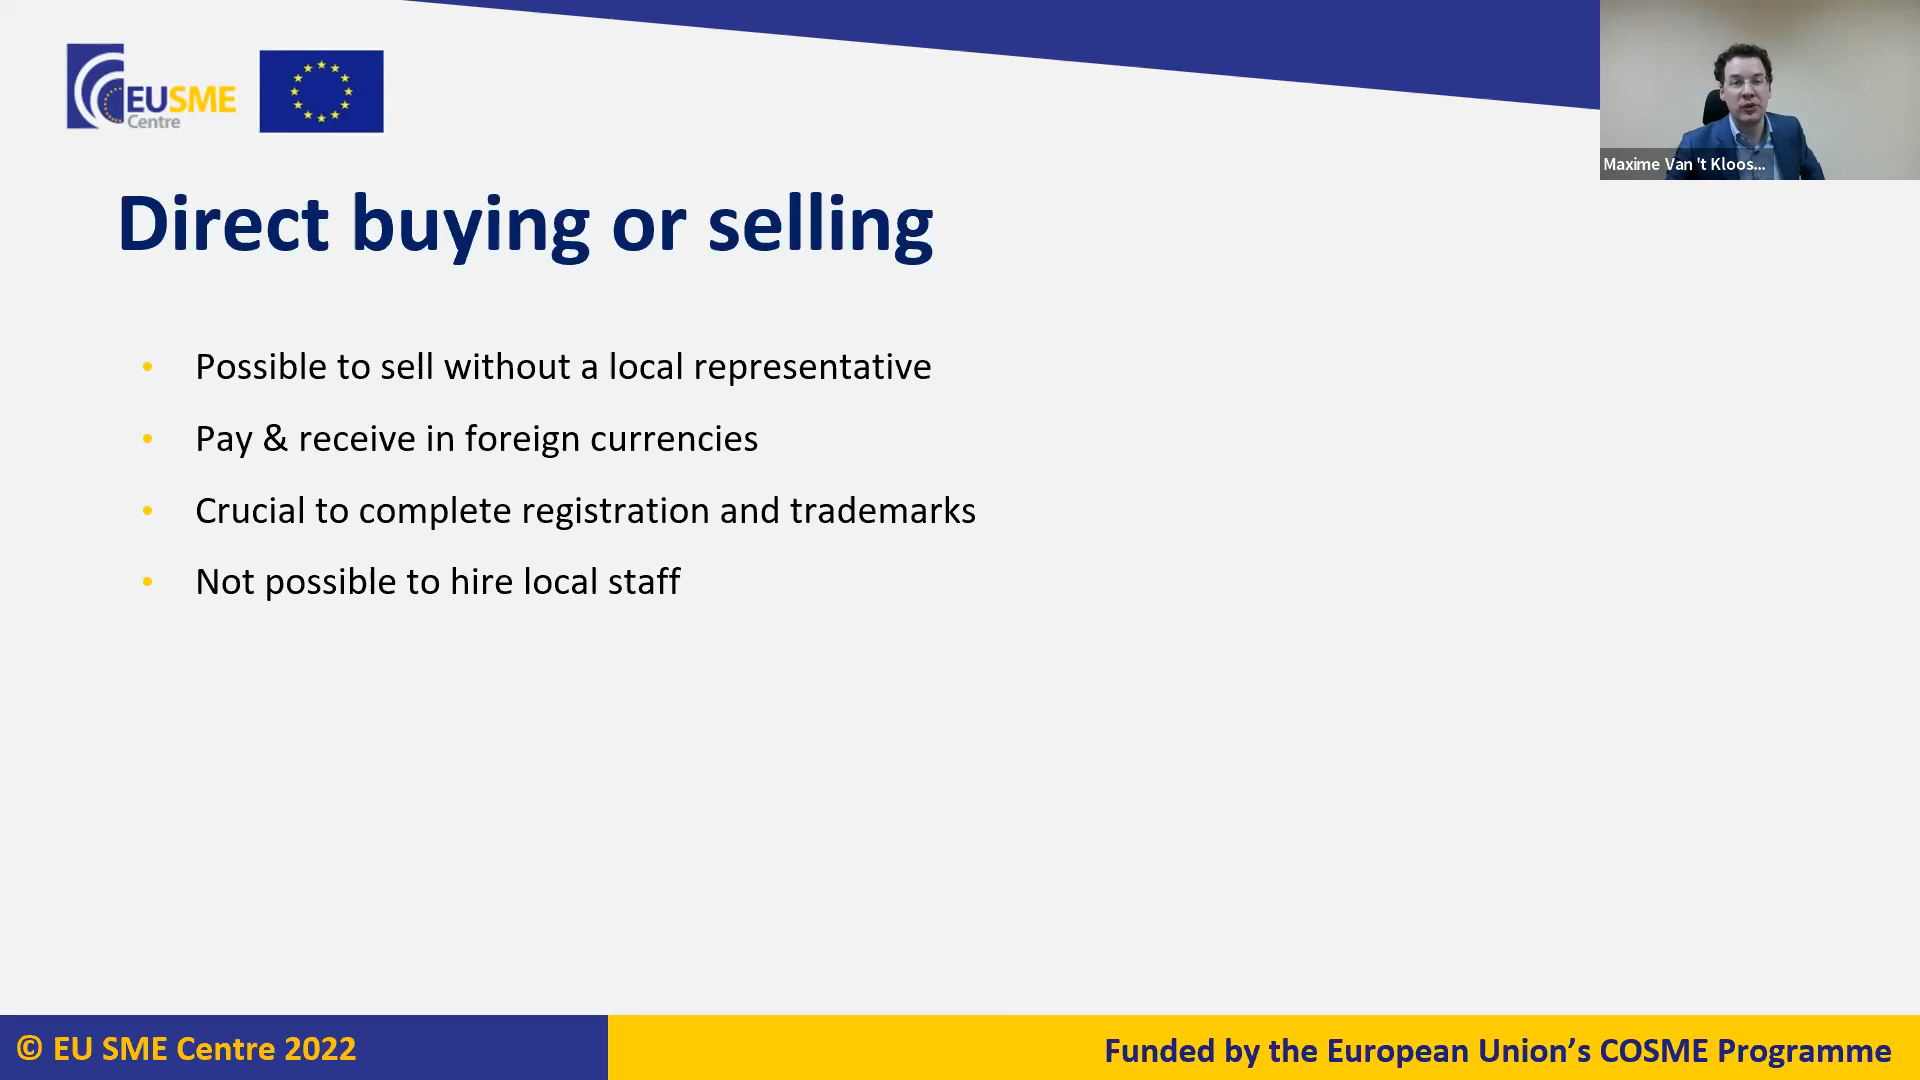 EUSME
Centre
Maxime Van 't Kloos...
Direct buying or selling
• Possible to sell without a local representative
• Pay & receive in foreign currencies
• Crucial to complete registration and trademarks
• Not possible to hire local staff
© EU SME Centre 2022
Funded by the European Union’s COSME Programme